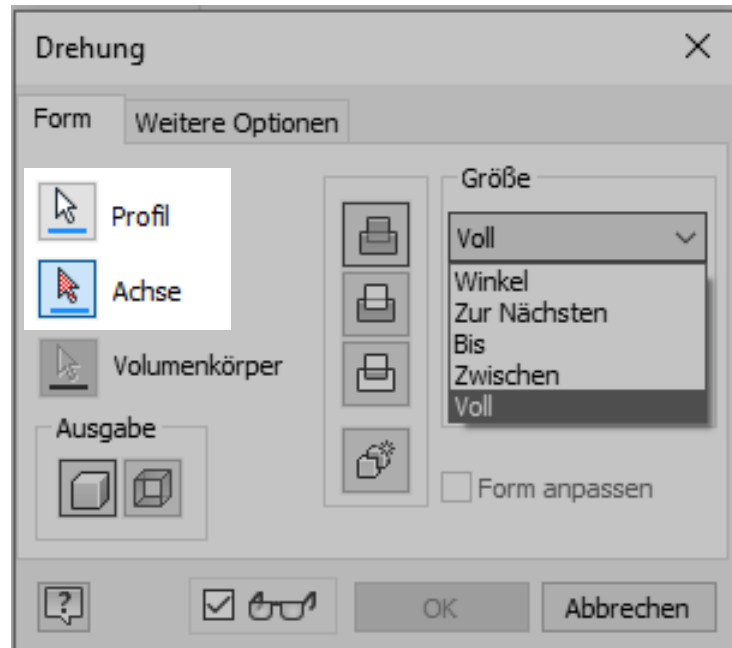 Drehung
Form
Weitere Optionen
Profil
Achse
Volumenkörper
Ausgabe
Größe
Voll
Winkel
Zur Nächsten
Bis
Zwischen
Voll
Form anpassen
?
OK
Abbrechen